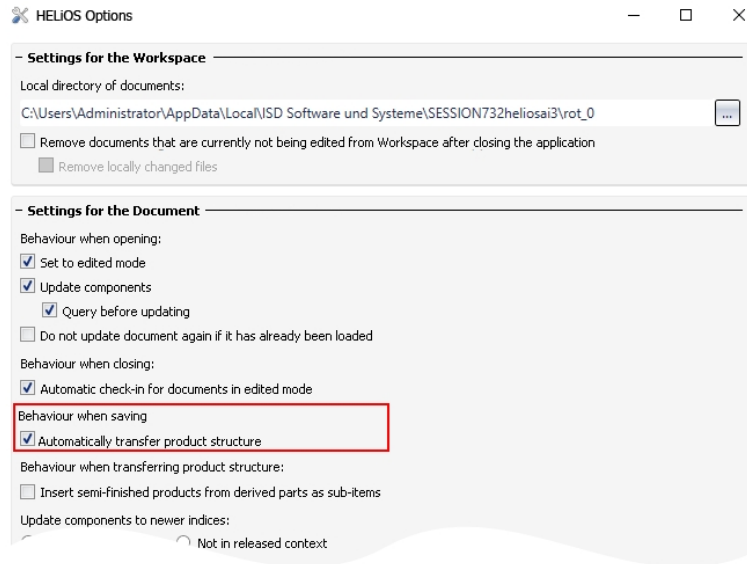 HELiOS Options
Settings for the Workspace
Local directory of documents:
C:\Users\Administrator\AppData\Local\ISD Software und Systeme\SESSION732heliosai3\rot_0
...
Remove documents that are currently not being edited from Workspace after closing the application
Remove locally changed files
Settings for the Document
Behaviour when opening:
Set to edited mode
Update components
Query before updating
Do not update document again if it has already been loaded
Behaviour when closing:
Automatic check-in for documents in edited mode
Behaviour when saving
Automatically transfer product structure
Behaviour when transferring product structure:
Insert semi-finished products from derived parts as sub-items
Update components to newer indices:
Not in released context